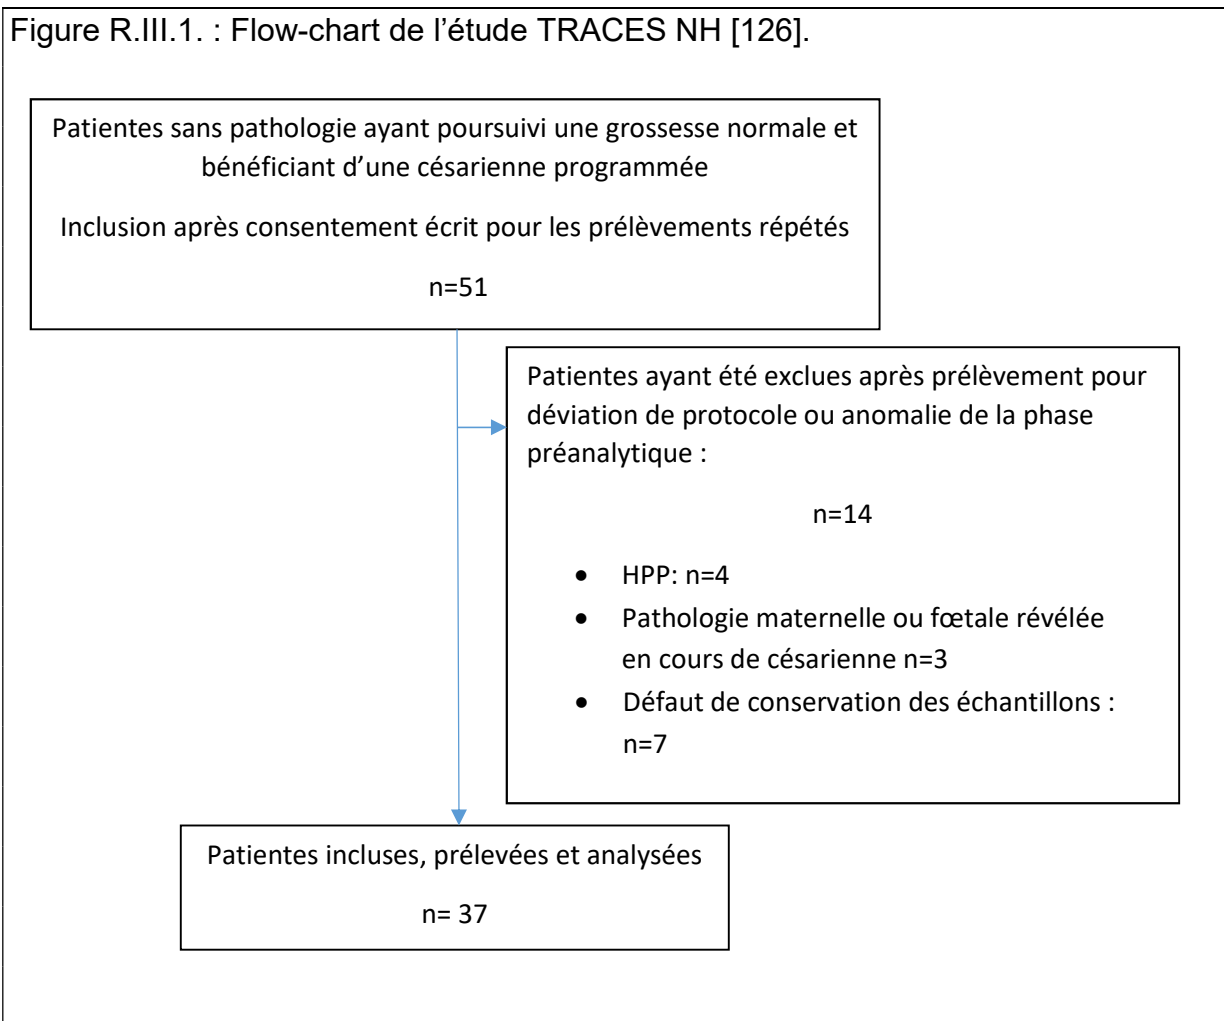 Figure R.III.1. : Flow-chart de l’étude TRACES NH [126].
Patientes sans pathologie ayant poursuivi une grossesse normale et
bénéficiant d’une césarienne programmée
Inclusion après consentement écrit pour les prélèvements répétés
n=51
Patientes ayant été exclues après prélèvement pour
déviation de protocole ou anomalie de la phase
préanalytique :
n=14
• HPP: n=4
• Pathologie maternelle ou fœtale révélée
en cours de césarienne n=3
• Défaut de conservation des échantillons :
n=7
Patientes incluses, prélevées et analysées
n= 37